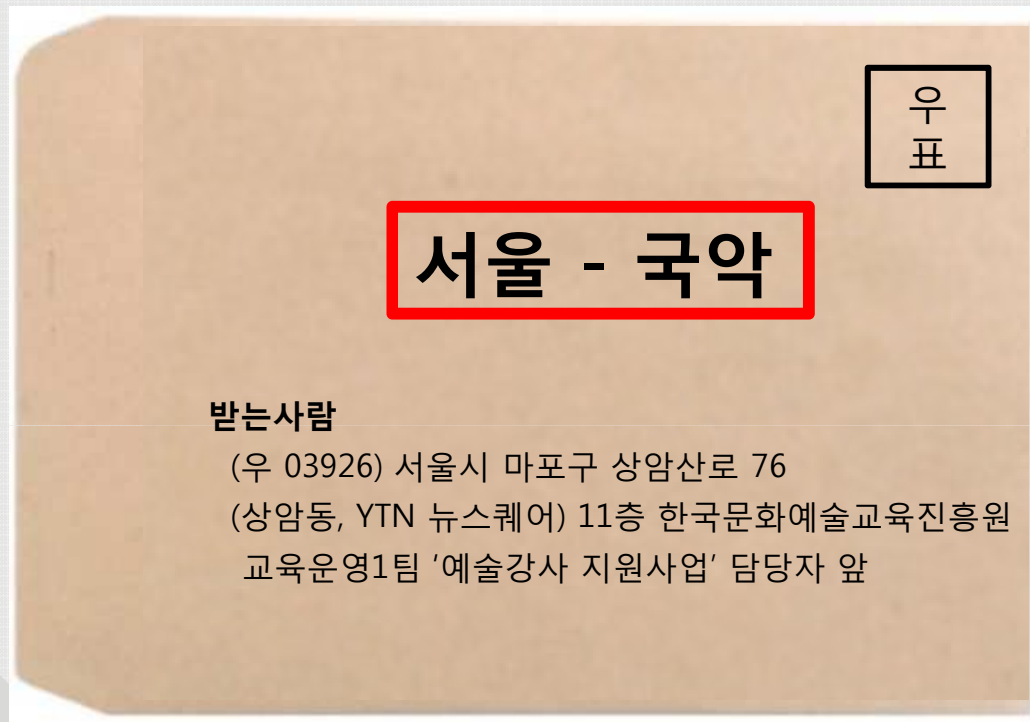 우
표
서울 - 국악
받는사람
(우 03926) 서울시 마포구 상암산로 76
(상암동, YTN 뉴스퀘어) 11층 한국문화예술교육진흥원
교육운영1팀 ‘예술강사 지원사업’ 담당자 앞